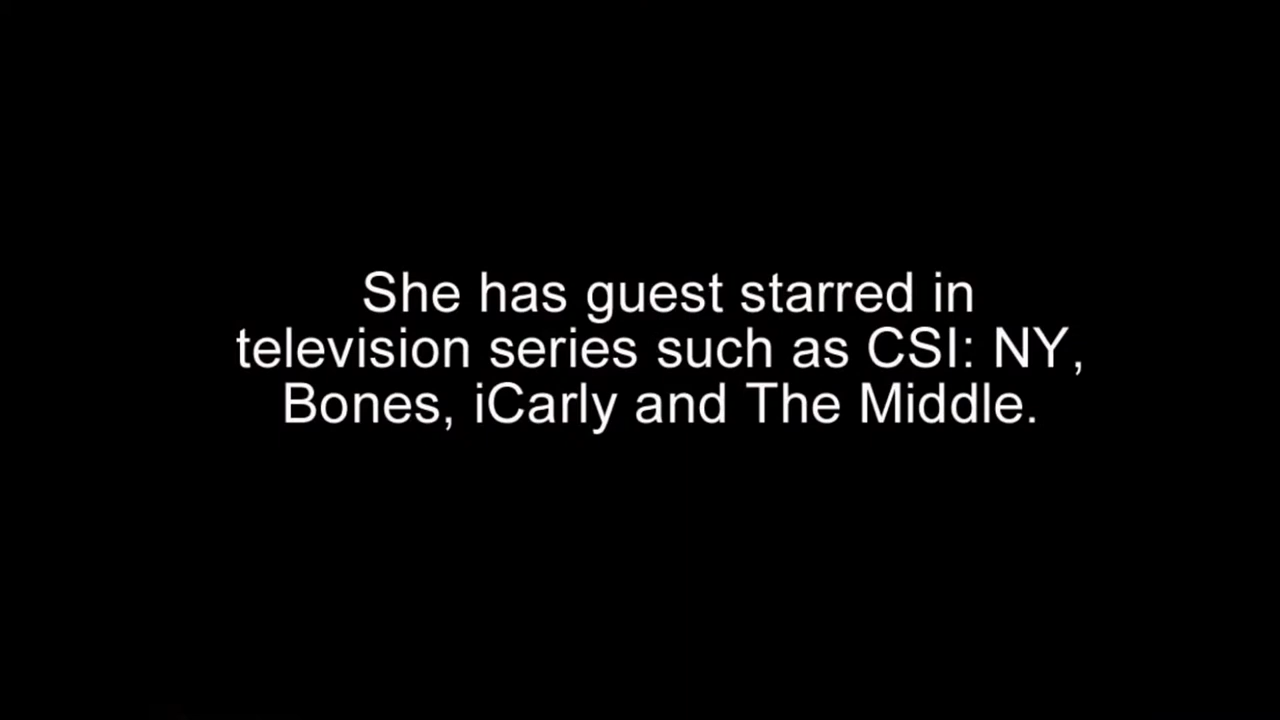 She has guest starred in
television series such as CSI: NY,
Bones, iCarly and The Middle.